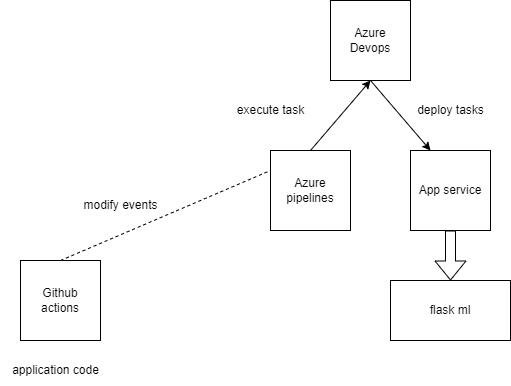 Azure
Devops
execute task
deploy tasks
Azure
pipelines
App service
modify events
Github
actions
flask ml
application code